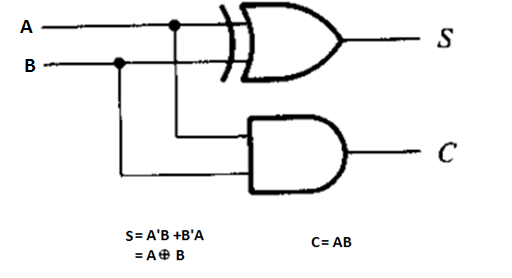 A
S
B
C
S= A'B +B'A
= A⊕ B
C= AB